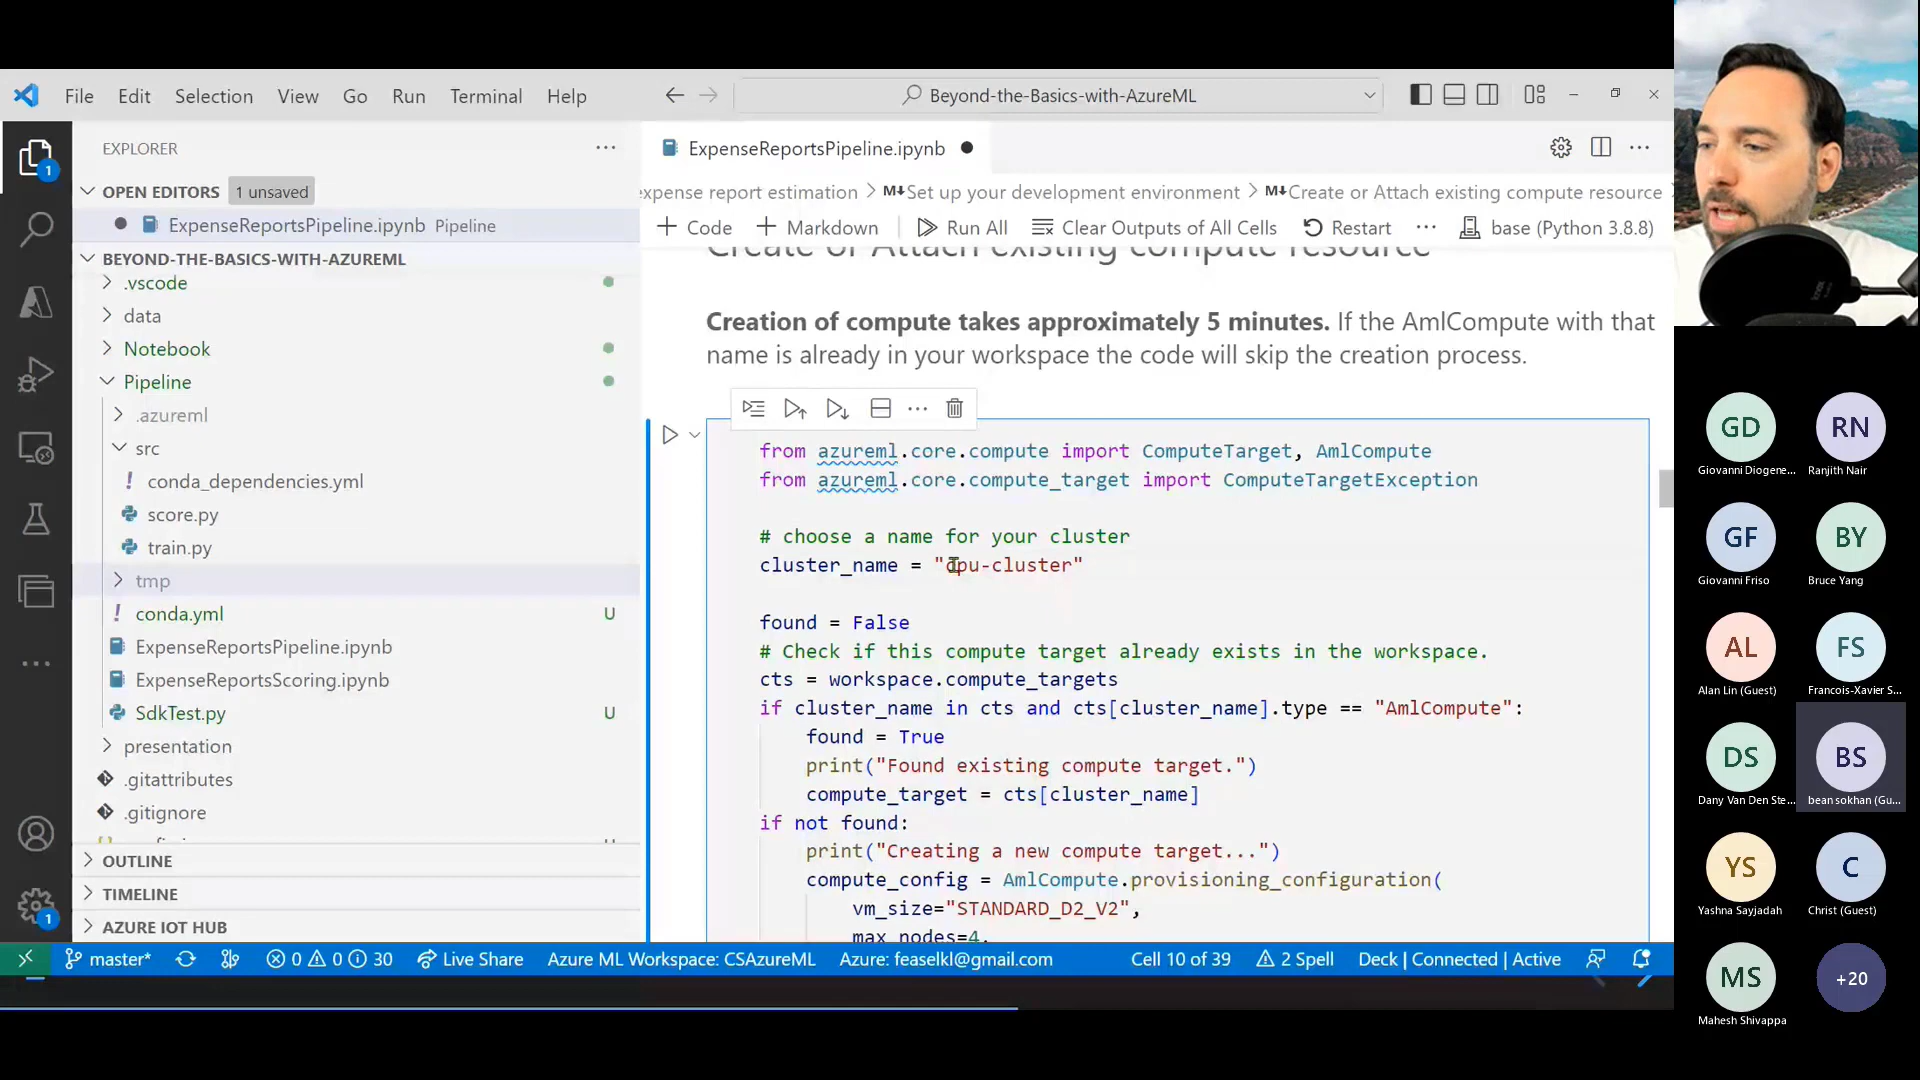 File Edit Selection View Go Run Terminal Help
Beyond-the-Basics-with-AzureML
EXPLORER
OPEN EDITORS 1 unsaved
ExpenseReportsPipeline.ipynb Pipeline
BEYOND-THE-BASICS-WITH-AZUREML
.vscode
data
Notebook
Pipeline
.azureml
src
conda_dependencies.yml
score.py
train.py
tmp
conda.yml U
ExpenseReportsPipeline.ipynb
ExpenseReportsScoring.ipynb
SdkTest.py U
presentation
.gitattributes
.gitignore
OUTLINE
TIMELINE
AZURE IOT HUB
1
1
ExpenseReportsPipeline.ipynb
expense report estimation > M↓Set up your development environment > M↓Create or Attach existing compute resource
+ Code + Markdown Run All Clear Outputs of All Cells Restart ... base (Python 3.8.8)
Create or Attach existing compute resource
Creation of compute takes approximately 5 minutes. If the AmlCompute with that
name is already in your workspace the code will skip the creation process.
from azureml.core.compute import ComputeTarget, AmlCompute
from azureml.core.compute_target import ComputeTargetException
# choose a name for your cluster
cluster_name = "cpu-cluster"
found = False
# Check if this compute target already exists in the workspace.
cts = workspace.compute_targets
if cluster_name in cts and cts[cluster_name].type == "AmlCompute":
found = True
print("Found existing compute target.")
compute_target = cts[cluster_name]
if not found:
print("Creating a new compute target...")
compute_config = AmlCompute.provisioning_configuration(
vm_size="STANDARD_D2_V2",
max_nodes=4,
master* 0 0 30 Live Share Azure ML Workspace: CSAzureML Azure: feaselkl@gmail.com Cell 10 of 39 2 Spell Deck | Connected | Active
GD RN
Giovanni Diogene... Ranjith Nair
GF BY
Giovanni Friso Bruce Yang
AL FS
Alan Lin (Guest) Francois-Xavier S...
DS BS
Dany Van Den Ste... bean sokhan (Gu...
YS C
Yashna Sayjadah Christ (Guest)
MS +20
Mahesh Shivappa